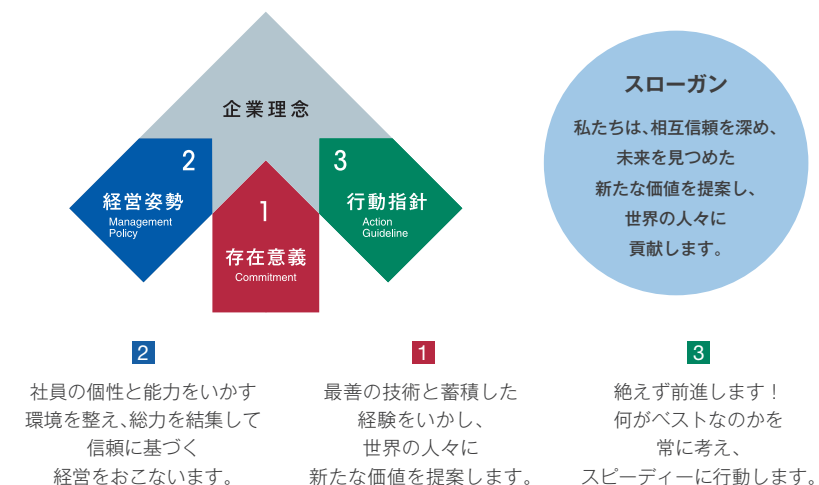 企業理念
2
経営姿勢
Management
Policy
1
存在意義
Commitment
3
行動指針
Action
Guideline
スローガン
私たちは、相互信頼を深め、
未来を見つめた
新たな価値を提案し、
世界の人々に
貢献します。
2
社員の個性と能力をいかす
環境を整え、総力を結集して
信頼に基づく
経営をおこないます。
1
最善の技術と蓄積した
経験をいかし、
世界の人々に
新たな価値を提案します。
3
絶えず前進します！
何がベストなのかを
常に考え、
スピーディーに行動します。